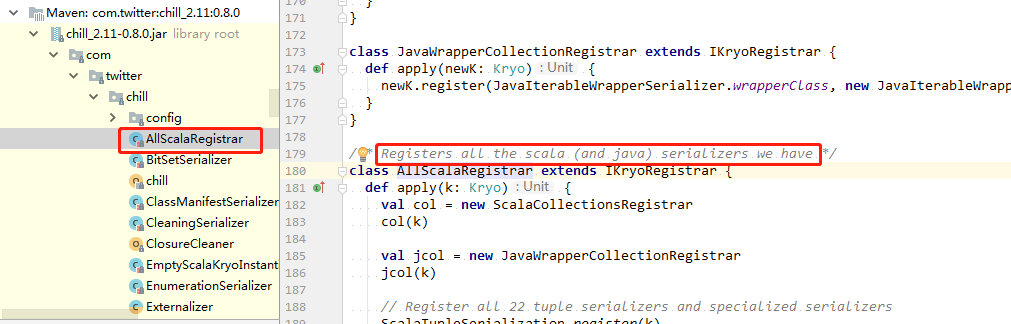 Maven: com.twitter:chill_2.11:0.8.0
chill_2.11-0.8.0.jar library root
com
twitter
chill
config
AllScalaRegistrar
BitSetSerializer
chill
ClassManifestSerializer
CleaningSerializer
ClosureCleaner
EmptyScalaKryoInstant
EnumerationSerializer
Externalizer
170 }
171 }
172
173 class JavaWrapperCollectionRegistrar extends IKryoRegistrar {
174 def apply(newK: Kryo) : Unit {
175 newK.register(JavaIterableWrapperSerializer.wrapperClass, new JavaIterableWrapp
176 }
177 }
178
179 /** Registers all the scala (and java) serializers we have */
180 class AllScalaRegistrar extends IKryoRegistrar {
181 def apply(k: Kryo) : Unit {
182 val col = new ScalaCollectionsRegistrar
183 col(k)
184
185 val jcol = new JavaWrapperCollectionRegistrar
186 jcol(k)
187
188 // Register all 22 tuple serializers and specialized serializers
189 ScalaTupleSerialization.register(k)